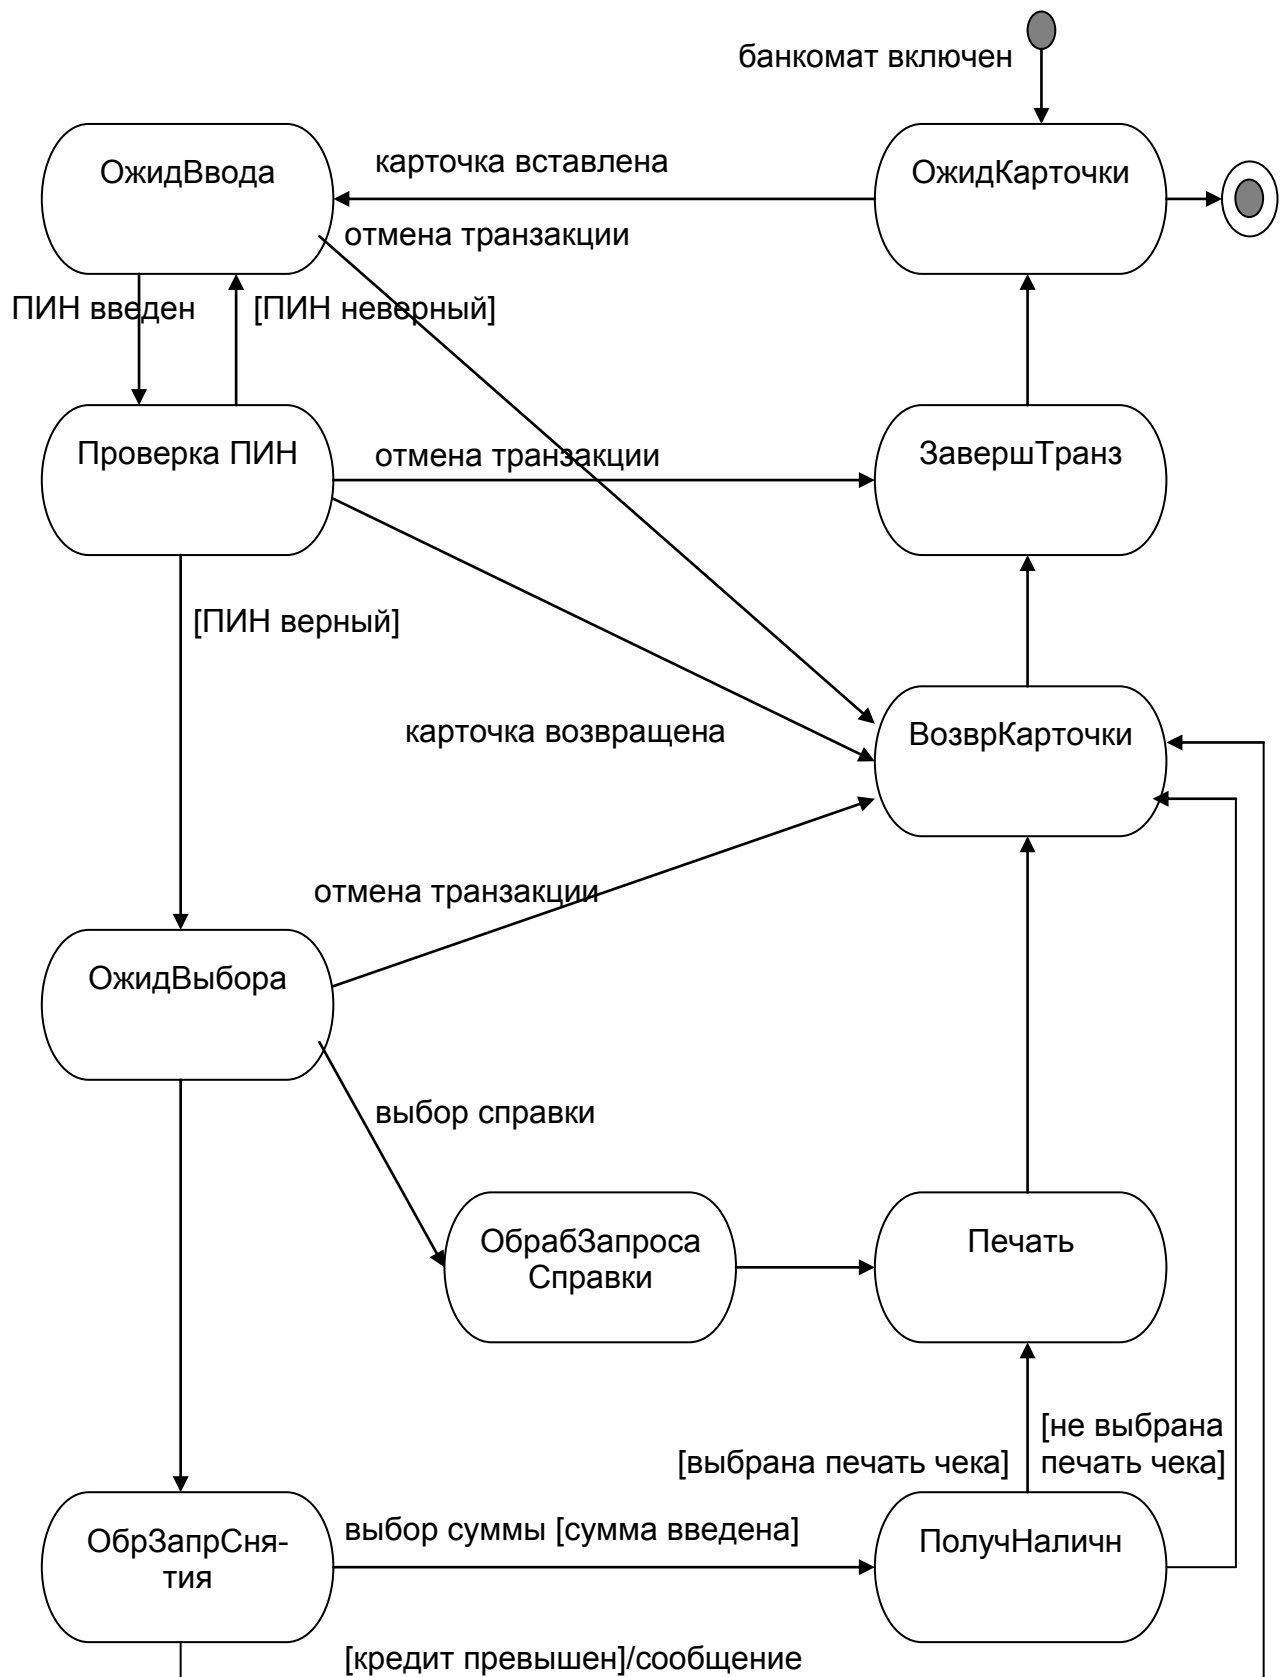 банкомат включен
ОжидВвода
карточка вставлена
ОжидКарточки
отмена транзакции
ПИН введен
[ПИН неверный]
Проверка ПИН
отмена транзакции
ЗавершТранз
[ПИН верный]
карточка возвращена
ВозврКарточки
отмена транзакции
ОжидВыбора
выбор справки
ОбрабЗапроса
Справки
Печать
[не выбрана
печать чека]
[выбрана печать чека]
ОбрЗапрСня-
тия
выбор суммы [сумма введена]
ПолучНаличн
[кредит превышен]/сообщение